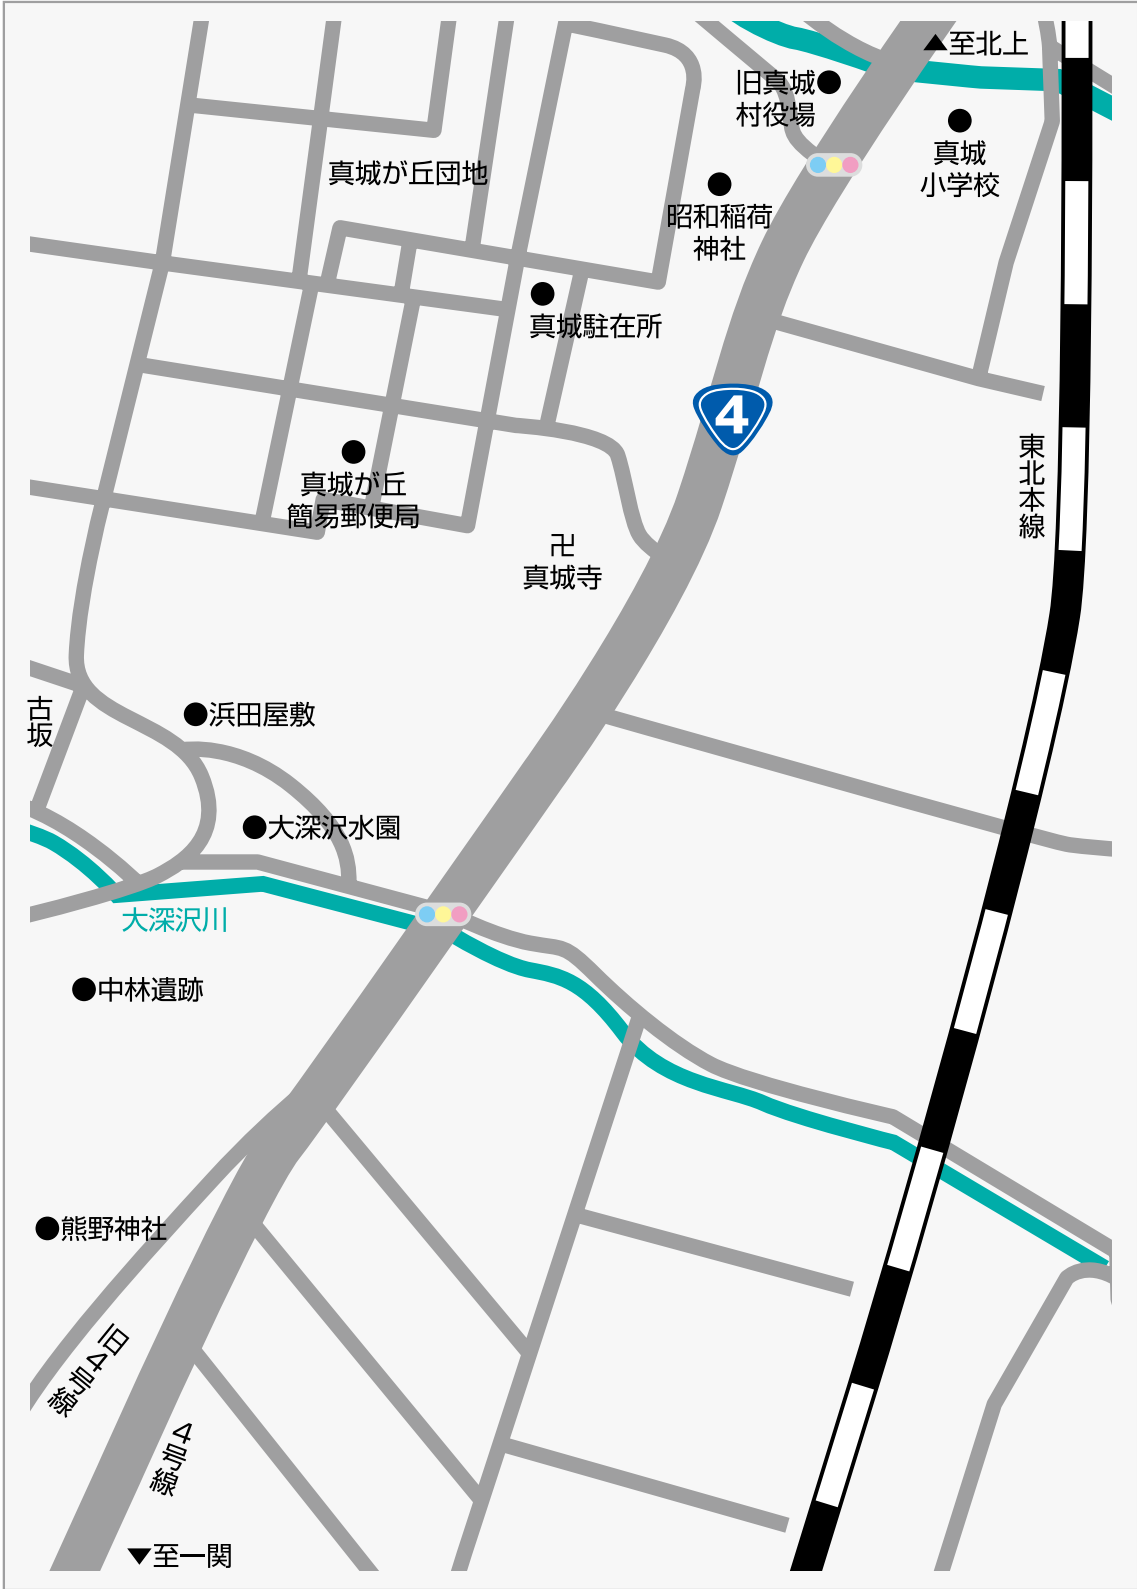 ▲至北上
旧真城
村役場
真城
小学校
真城が丘団地
昭和稲荷
神社
真城駐在所
4
東北本線
真城が丘
簡易郵便局
卍
真城寺
古坂
浜田屋敷
大深沢水園
大深沢川
中林遺跡
熊野神社
旧4号線
4号線
▼至一関